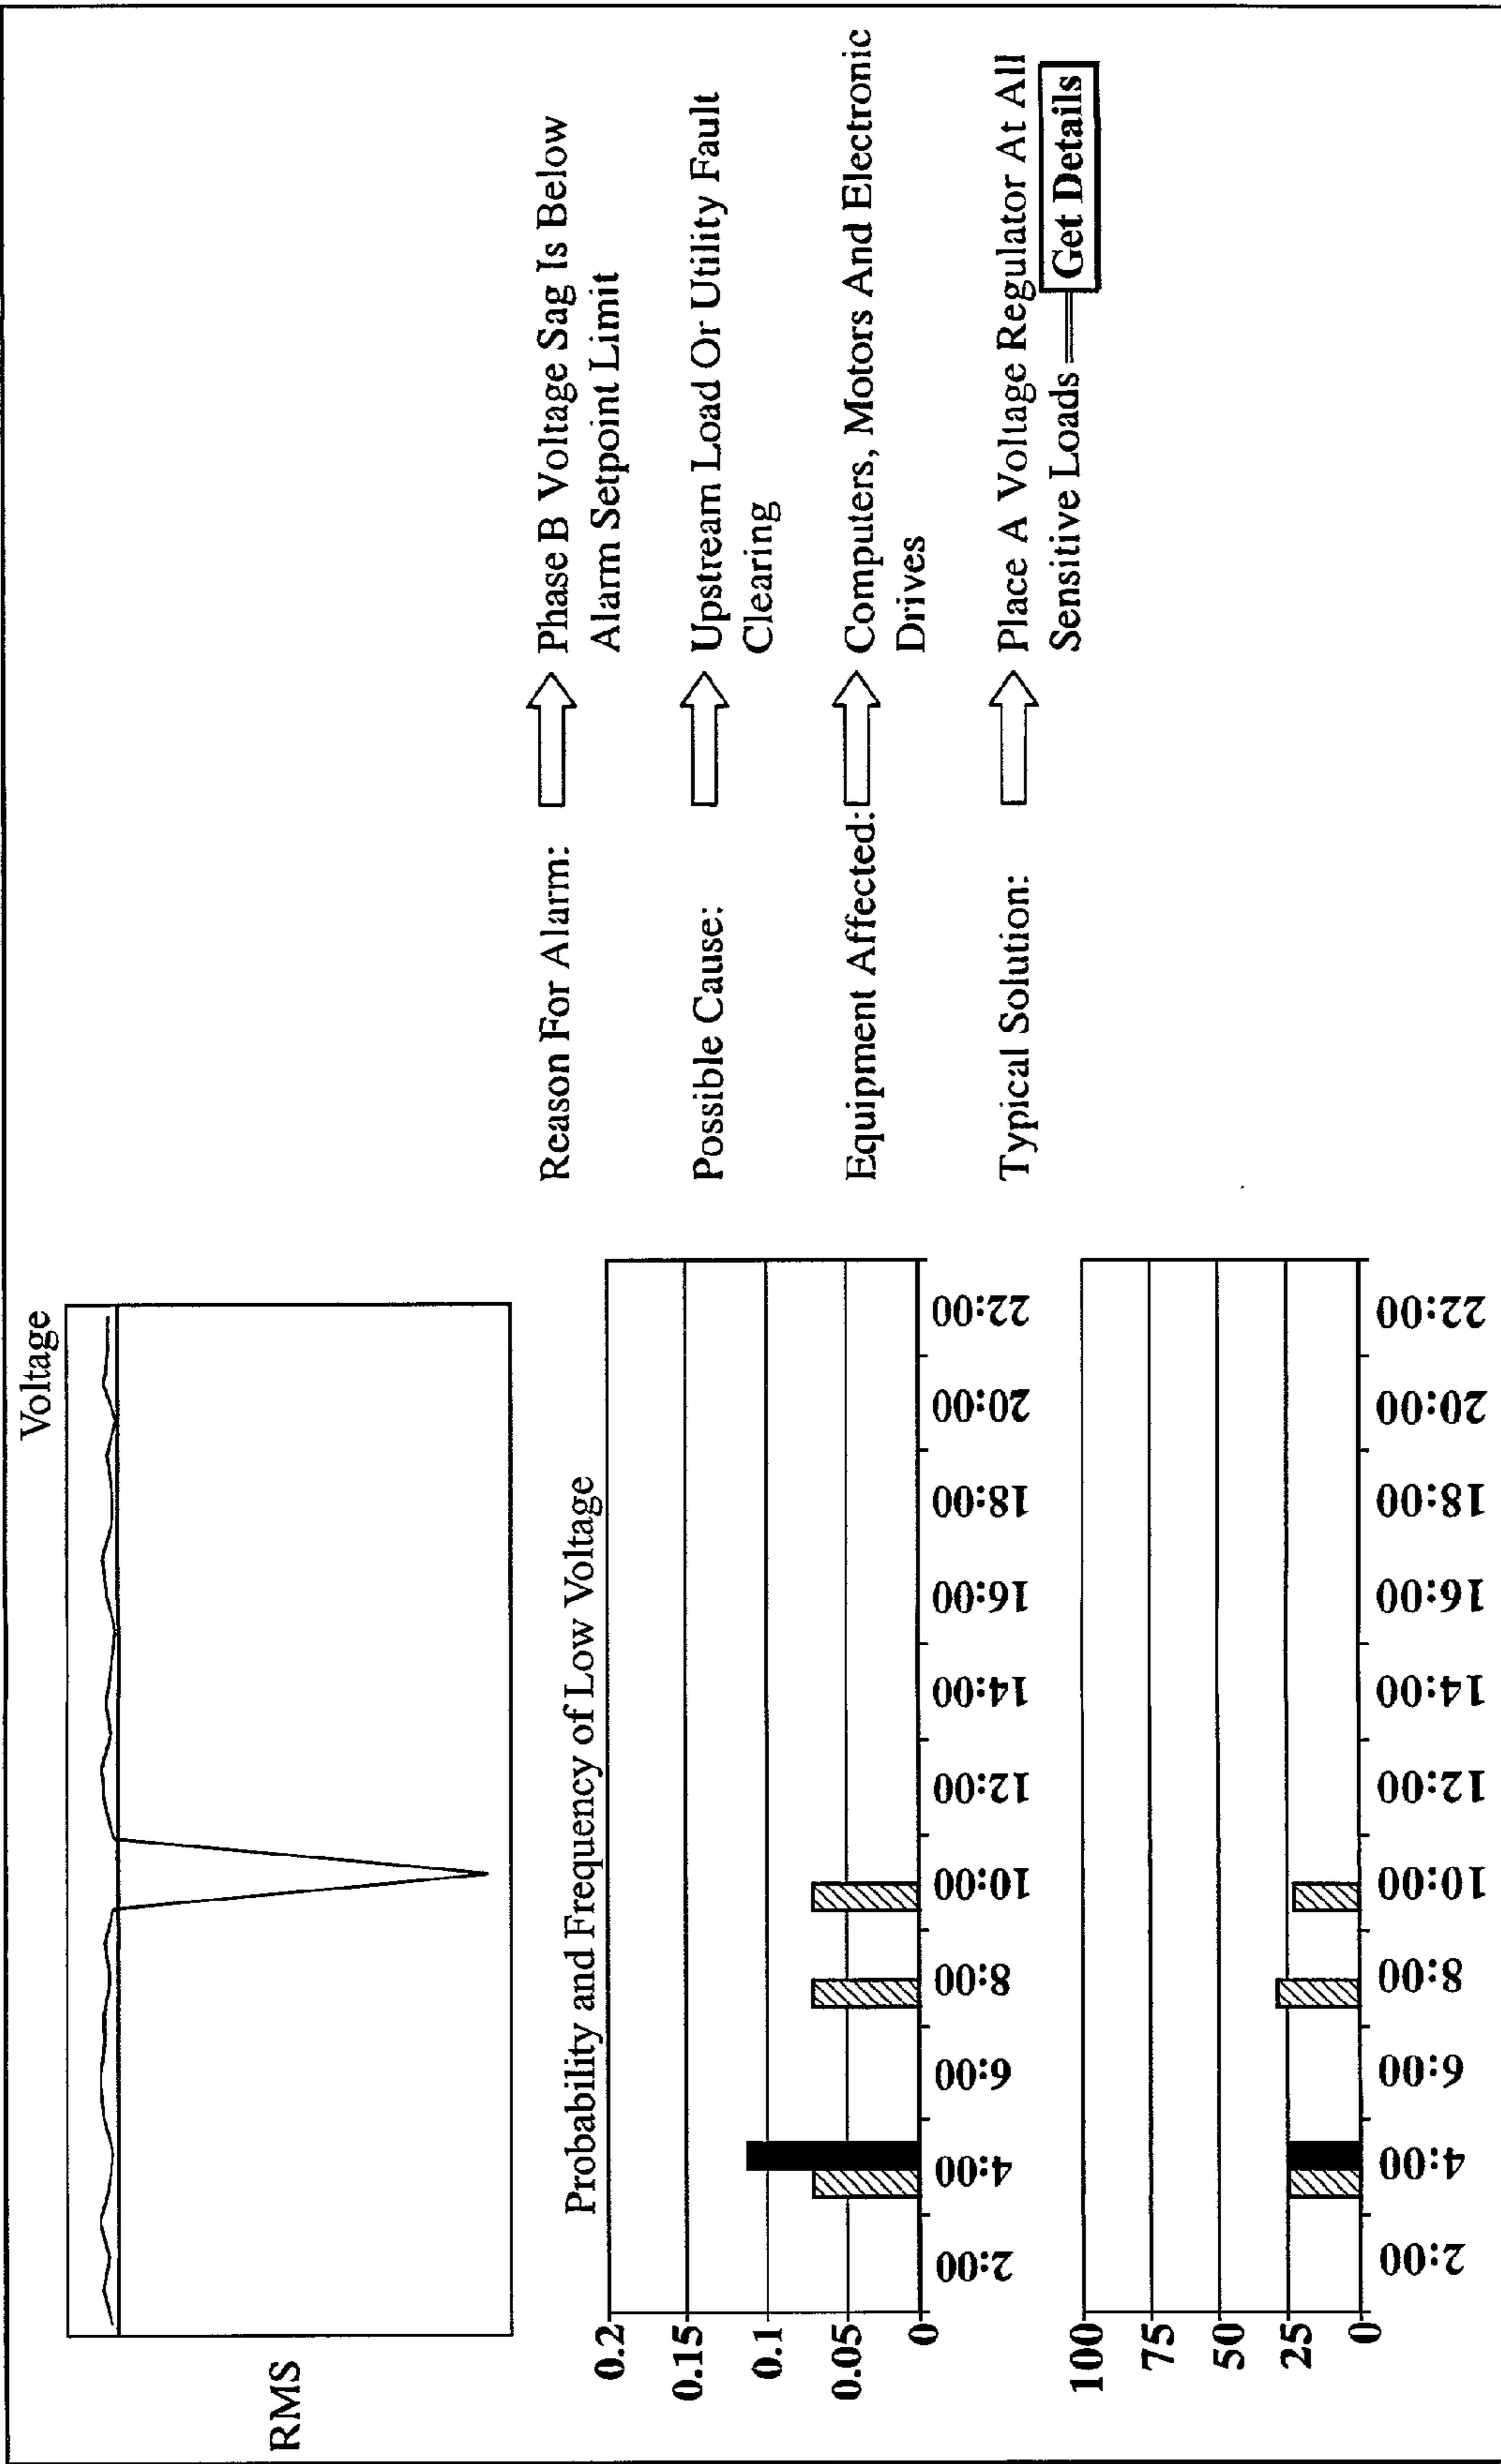 Voltage
RMS
Probability and Frequency of Low Voltage
0.2
0.15
0.1
0.05
0
2:00 4:00 6:00 8:00 10:00 12:00 14:00 16:00 18:00 20:00 22:00
100
75
50
25
0
2:00 4:00 6:00 8:00 10:00 12:00 14:00 16:00 18:00 20:00 22:00
Reason For Alarm: Phase B Voltage Sag Is Below
Alarm Setpoint Limit
Possible Cause: Upstream Load Or Utility Fault
Clearing
Equipment Affected: Computers, Motors And Electronic
Drives
Typical Solution: Place A Voltage Regulator At All
Sensitive Loads Get Details